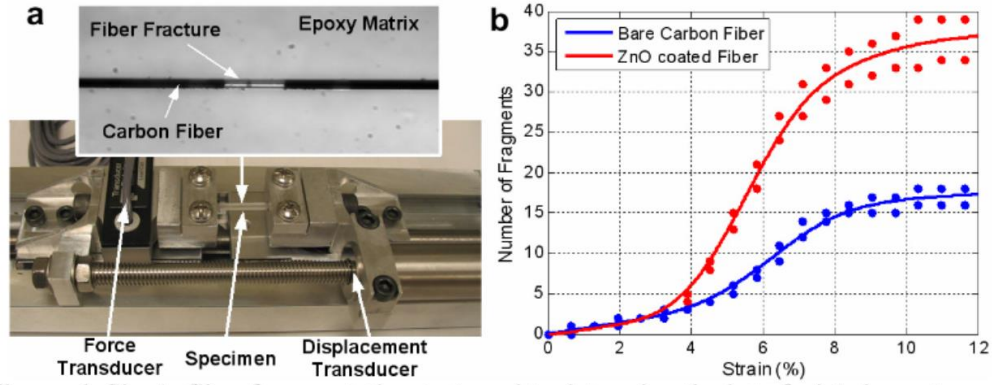 a
Fiber Fracture
Epoxy Matrix
Carbon Fiber
Transducer
Force
Transducer
Specimen
Displacement
Transducer
b
Bare Carbon Fiber
ZnO coated Fiber
Number of Fragments
40
35
30
25
20
15
10
5
0
0 2 4 6 8 10 12
Strain (%)